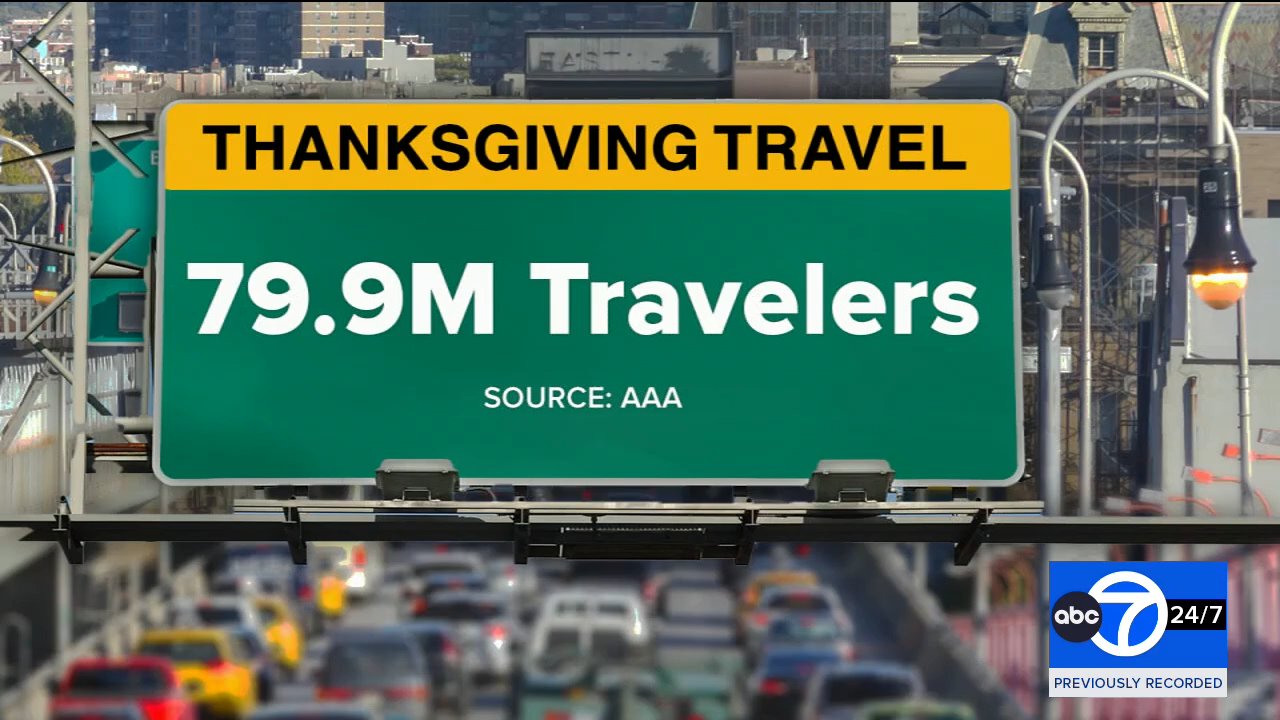 THANKSGIVING TRAVEL
79.9M Travelers
SOURCE: AAA
abc 7 24/7
PREVIOUSLY RECORDED